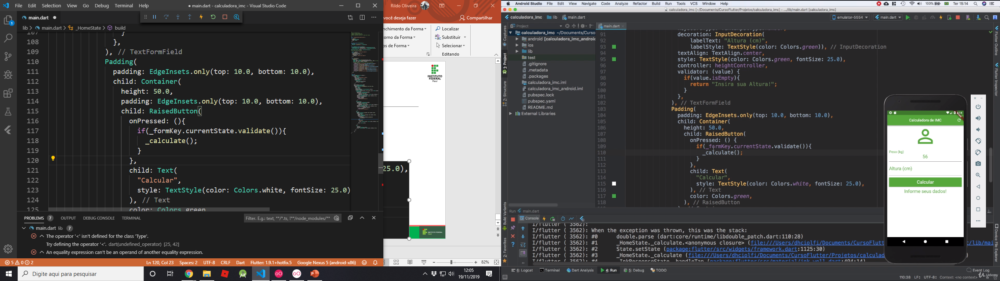 File Edit Selection View Go Debug Terminal Help
● main.dart - calculadora_imc - Visual Studio Code
main.dart ●
lib > main.dart > _HomeState > build
107 }
108 },
109 ), // TextFormField
110 Padding(
111 padding: EdgeInsets.only(top: 10.0, bottom: 10.0),
112 child: Container(
113 height: 50.0,
114 padding: EdgeInsets.only(top: 10.0, bottom: 10.0),
115 child: RaisedButton(
116 onPressed: (){
117 if(_formKey.currentState.validate()){
118 _calculate();
119 }
120 },
121 child: Text(
122 "Calcular",
123 style: TextStyle(color: Colors.white, fontSize: 25.0)
124 ), // Text
125 color: Colors.green
PROBLEMS 7 OUTPUT DEBUG CONSOLE TERMINAL
Filter. E.g.: text, **/*.ts, !**/node_modules/**
main.dart lib 7
The operator '<' isn't defined for the class 'Type'.
Try defining the operator '<'. dart(undefined_operator) [25, 42]
An equality expression can't be an operand of another equality expression.
5 0 2
Ln 120, Col 23 Spaces: 2 UTF-8 CRLF Dart Flutter: 1.9.1+hotfix.5 Google Nexus 5 (android-x86)
Digite aqui para pesquisar
12:05
19/11/2019
Rildo Oliveira
você deseja fazer
Compartilhar
nchimento da Forma
orno da Forma
os de Forma
Localizar
Substituir
Selecionar
Editando
INSTITUTO
FEDERAL
Piauí
25.0),
INSTITUTO FEDERAL
Piauí
82%
Android Studio File Edit View Navigate Code Analyze Refactor Build Run Tools VCS Window Help
100% Ter 15:14
calculadora_imc [~/Documents/CursoFlutter/Projetos/calculadora_imc] - .../lib/main.dart [calculadora_imc]
calculadora_imc lib main.dart
emulator-5554 main.dart
Project
main.dart
Captures
1: Project
Z: Structure
Build Variants
2: Favorites
calculadora_imc ~/Documents/Curso
android [calculadora_imc_android
ios
lib
test
.gitignore
.metadata
.packages
calculadora_imc.iml
calculadora_imc_android.iml
pubspec.lock
pubspec.yaml
README.md
External Libraries
91 decoration: InputDecoration(
92 labelText: "Altura (cm)",
93 labelStyle: TextStyle(color: Colors.green)), // InputDecoration
94 textAlign: TextAlign.center,
95 style: TextStyle(color: Colors.green, fontSize: 25.0),
96 controller: heightController,
97 validator: (value) {
98 if(value.isEmpty){
99 return "Insira sua Altura!";
100 }
101 },
102 ), // TextFormField
103 Padding(
104 padding: EdgeInsets.only(top: 10.0, bottom: 10.0),
105 child: Container(
106 height: 50.0,
107 child: RaisedButton(
108 onPressed: () {
109 if(_formKey.currentState.validate()){
110 _calculate();
111 }
112 },
113 child: Text(
114 "Calcular",
115 style: TextStyle(color: Colors.white, fontSize: 25.0),
116 ), // Text
117 color: Colors.green,
118 ), // RaisedButton
Flutter Outline
Flutter Inspector
Device File Explorer
Calculadora de IMC
Peso (kg)
56
Altura (cm)
Calcular
Informe seus dados!
Run main.dart
Console
I/flutter ( 3562):
I/flutter ( 3562): When the exception was thrown, this was the stack:
I/flutter ( 3562): #0 double.parse (dart:core/runtime/libdouble_patch.dart:110:28)
I/flutter ( 3562): #1 _HomeState._calculate.<anonymous closure> (file:///Users/dhciolfi/Documents/CursoFlutt
I/flutter ( 3562): #2 State.setState (package:flutter/src/widgets/framework.dart:1125:30)
I/flutter ( 3562): #3 _HomeState._calculate (file:///Users/dhciolfi/Documents/CursoFlutter/Projetos/calculad
I/flutter ( 3562): #4 _InkResponseState._handleTap (package:flutter/src/material/ink_well.dart:494:14)
6: Logcat Terminal Dart Analysis 4: Run 5: Debug TODO
Event Log
110:38 LF UTF-8 Context: <no context>
Udemy